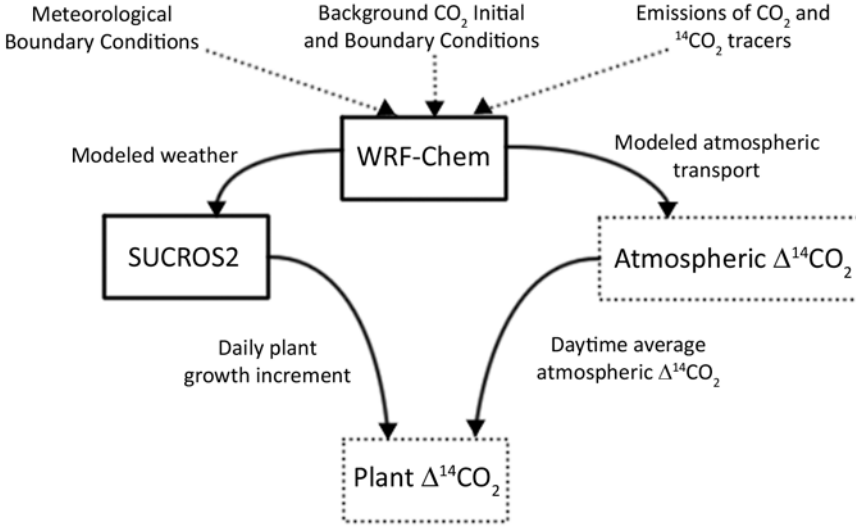 Meteorological
Boundary Conditions
Background CO₂ Initial
and Boundary Conditions
Emissions of CO₂ and
¹⁴CO₂ tracers
WRF-Chem
Modeled weather
Modeled atmospheric
transport
SUCROS2
Atmospheric Δ¹⁴CO₂
Daily plant
growth increment
Daytime average
atmospheric Δ¹⁴CO₂
Plant Δ¹⁴CO₂